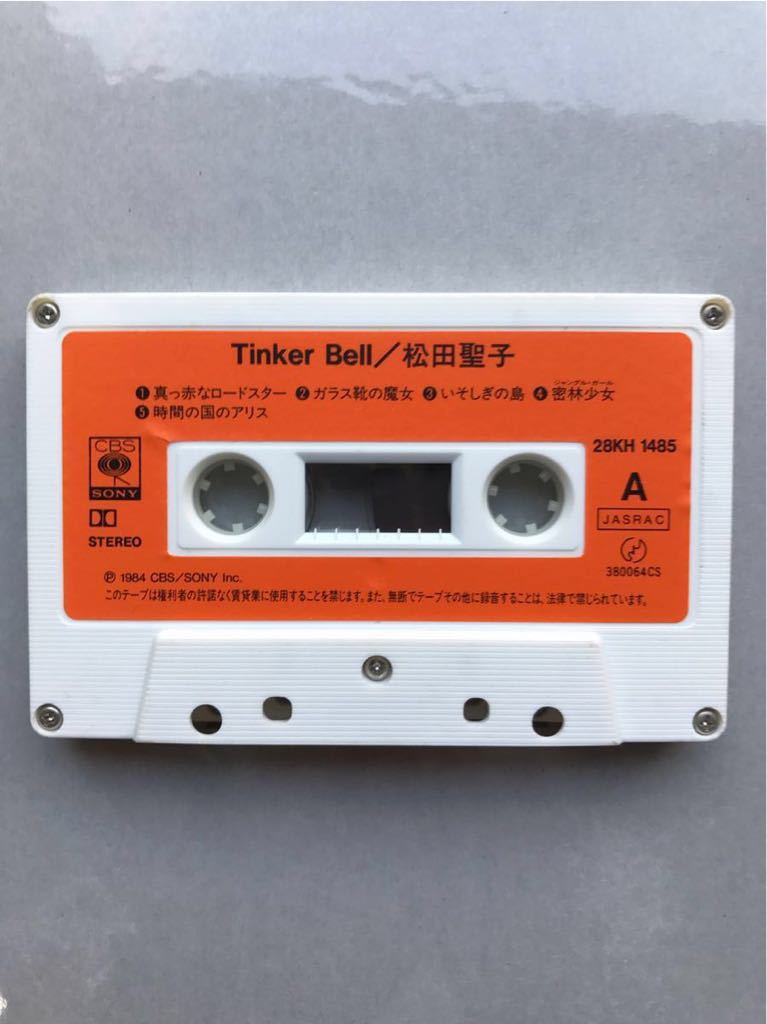 Tinker Bell／松田聖子
❶真っ赤なロードスター ❷ガラス靴の魔女 ❸いそしぎの島 ❹密林少女
ジャングル・ガール
❺時間の国のアリス
CBS
SONY
STEREO
28KH 1485
A
JASRAC
380064CS
Ⓟ 1984 CBS/SONY Inc.
このテープは権利者の許諾なく賃貸業に使用することを禁じます。また、無断でテープその他に録音することは、法律で禁じられています。